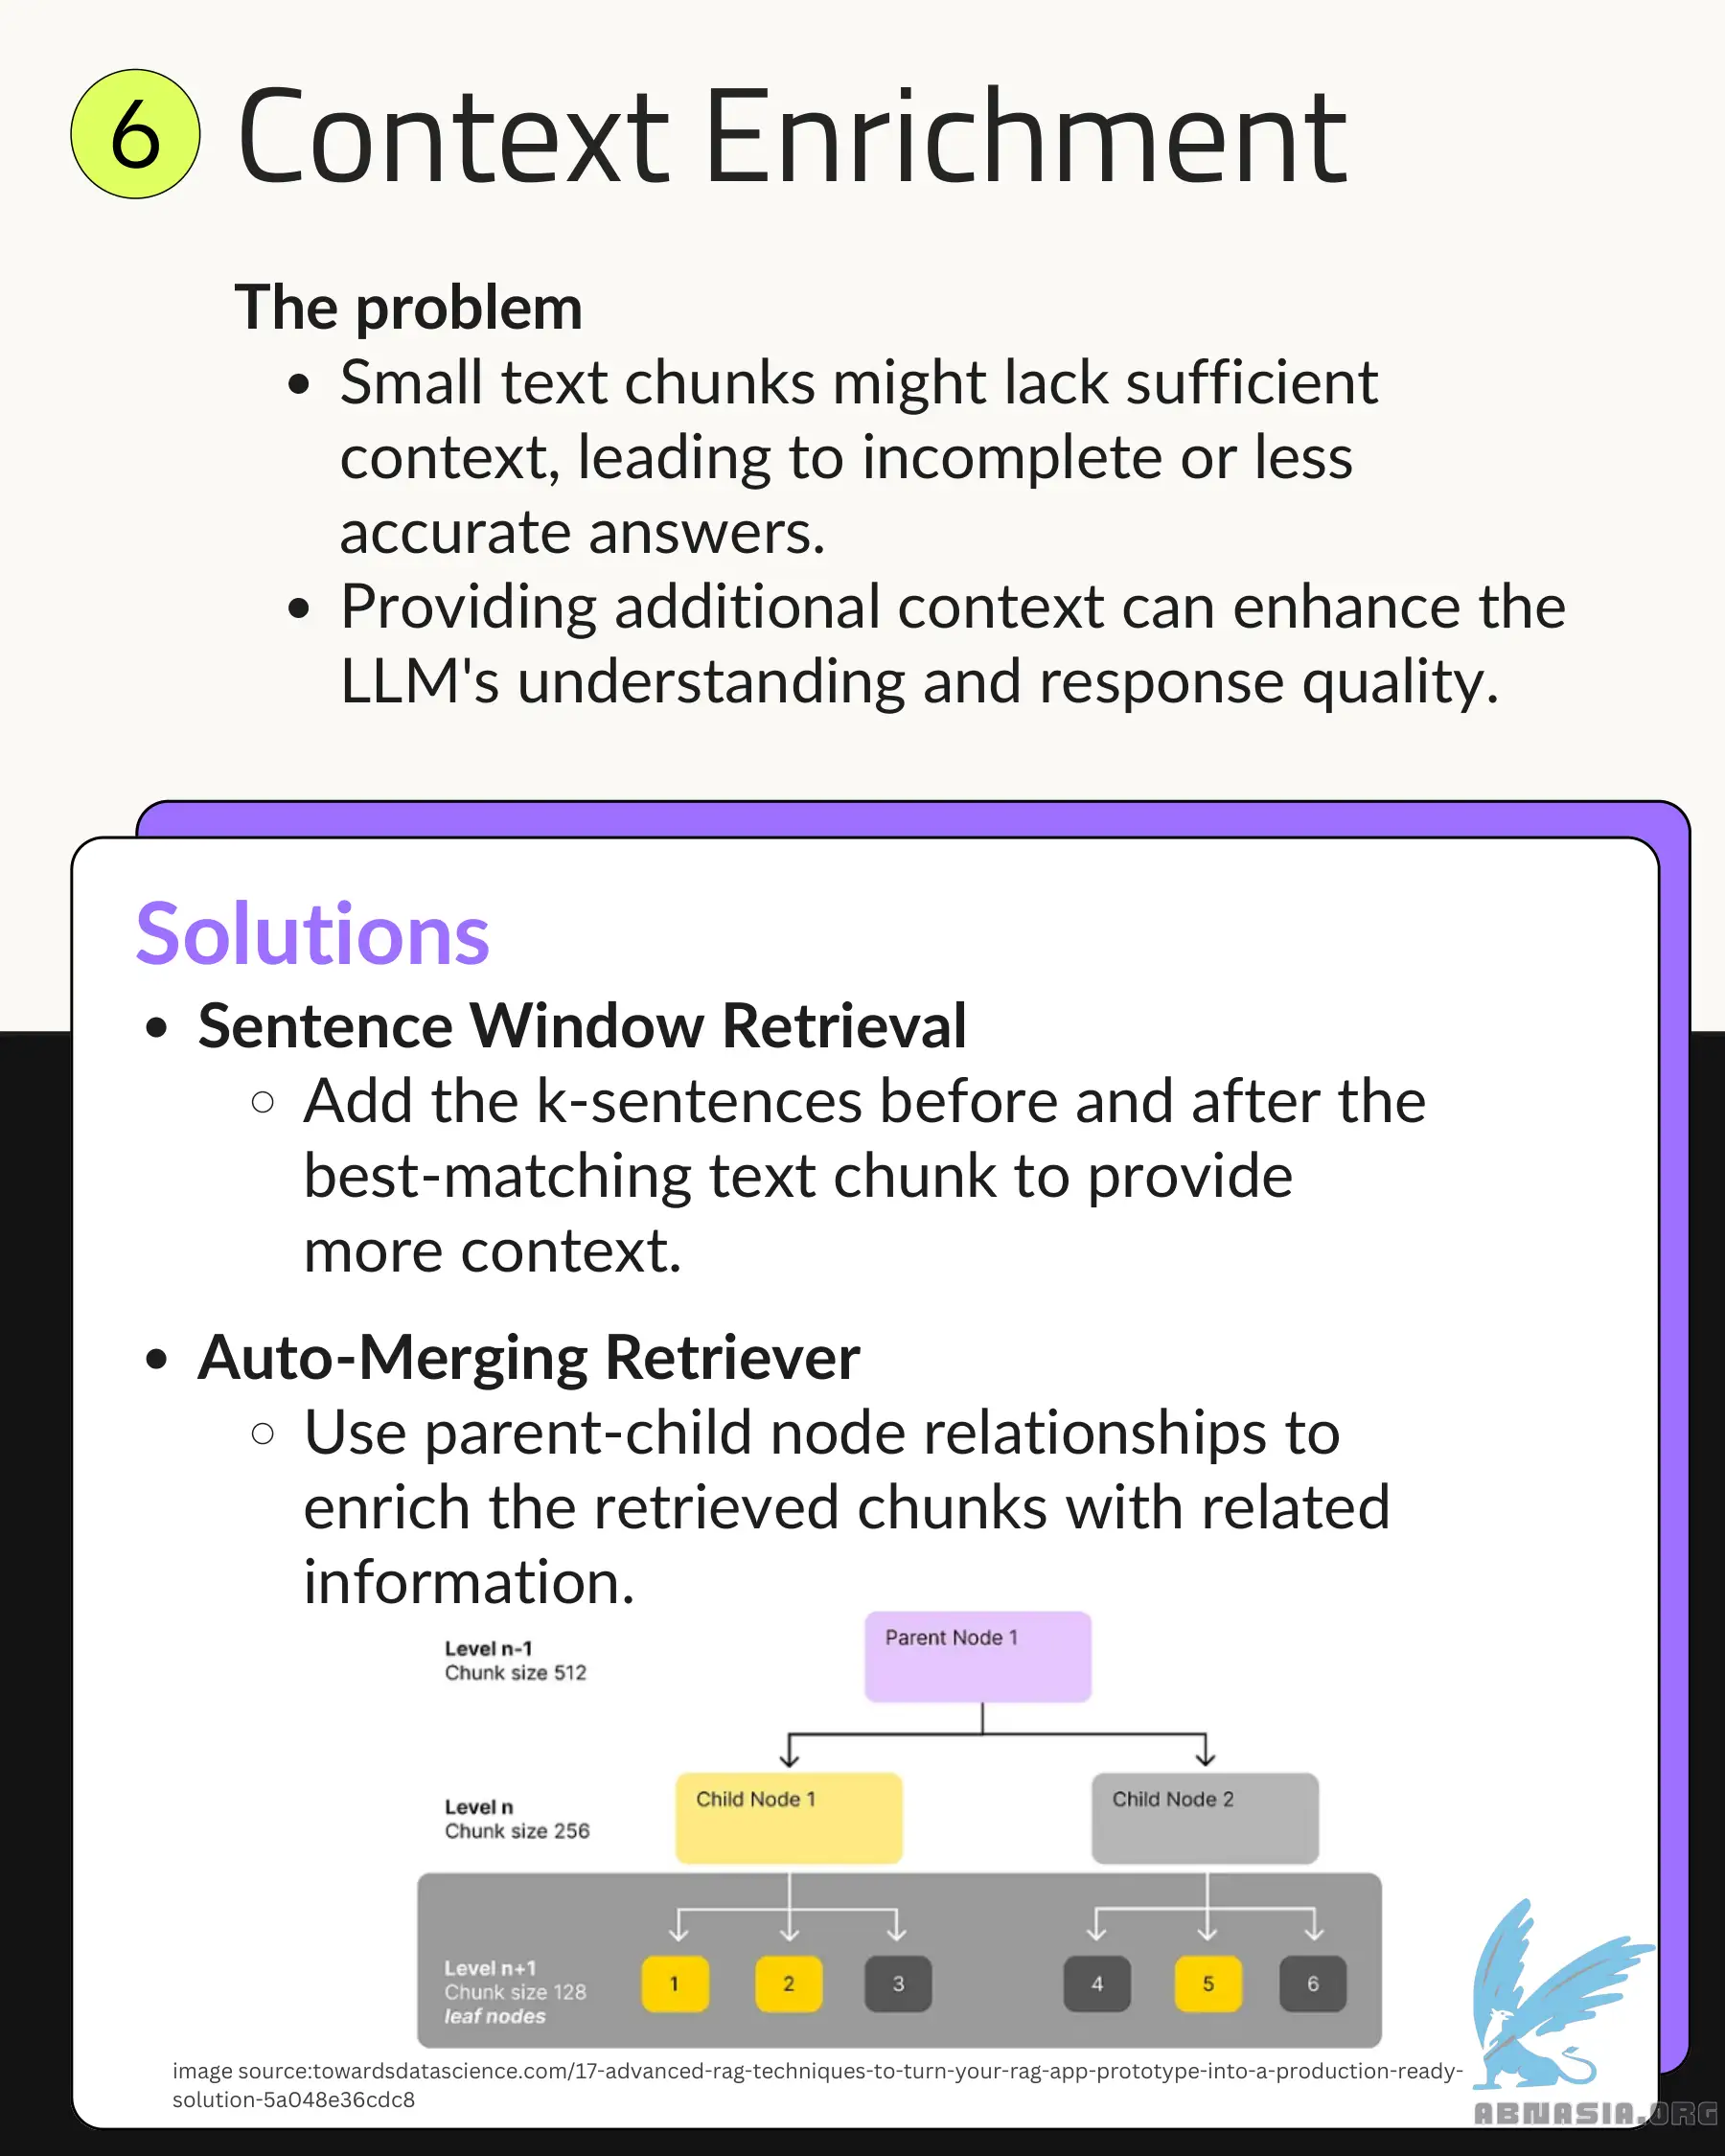 6 Context Enrichment
The problem
• Small text chunks might lack sufficient
context, leading to incomplete or less
accurate answers.
• Providing additional context can enhance the
LLM's understanding and response quality.
Solutions
• Sentence Window Retrieval
○ Add the k-sentences before and after the
best-matching text chunk to provide
more context.
• Auto-Merging Retriever
○ Use parent-child node relationships to
enrich the retrieved chunks with related
information.
Level n-1
Chunk size 512
Parent Node 1
Level n
Chunk size 256
Child Node 1
Child Node 2
Level n+1
Chunk size 128
leaf nodes
1 2 3 4 5 6
image source:towardsdatascience.com/17-advanced-rag-techniques-to-turn-your-rag-app-prototype-into-a-production-ready-
solution-5a048e36cdc8
ABNASIA.ORG